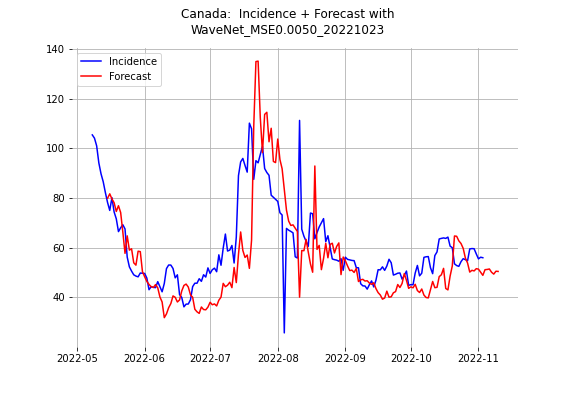 Canada:  Incidence + Forecast with
WaveNet_MSE0.0050_20221023
Incidence
Forecast
140
120
100
80
60
40
2022-05 2022-06 2022-07 2022-08 2022-09 2022-10 2022-11